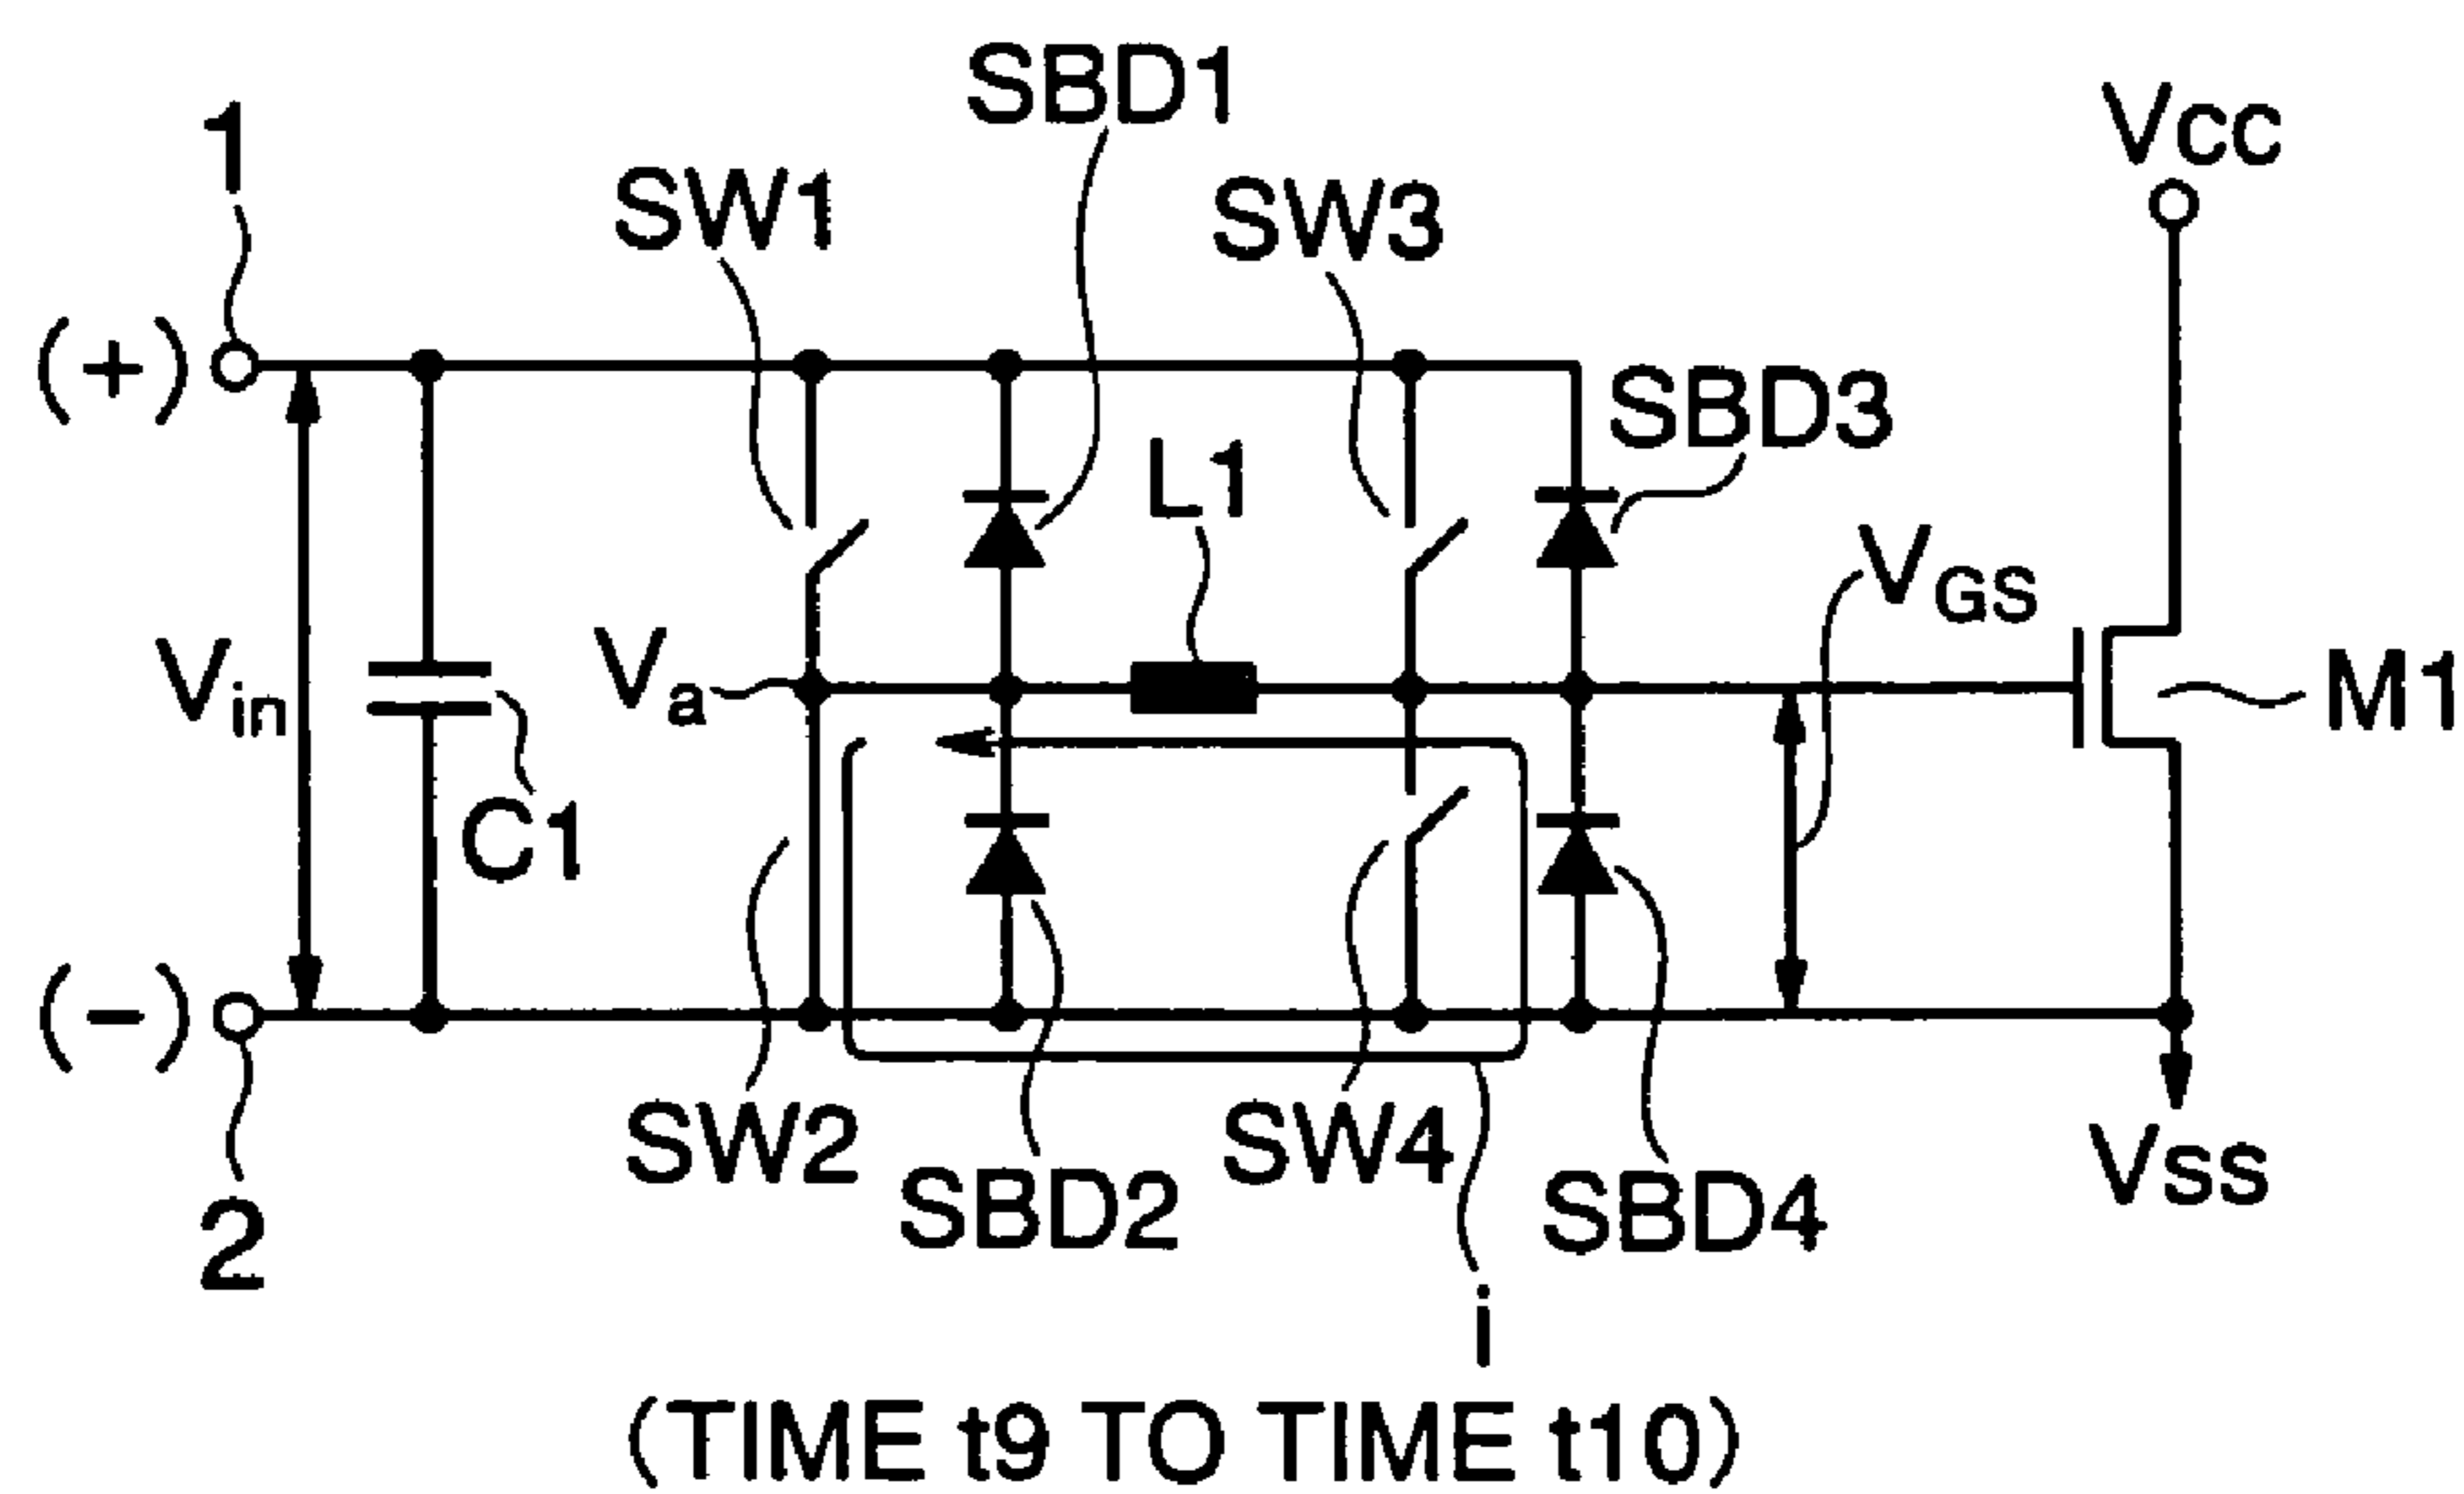 SBD1
1
Vcc
SW1
SW3
(+)
SBD3
L1
VGS
Vin
Va
M1
C1
(−)
SW2
SW4
Vss
SBD2
SBD4
2
i
(TIME t9 TO TIME t10)